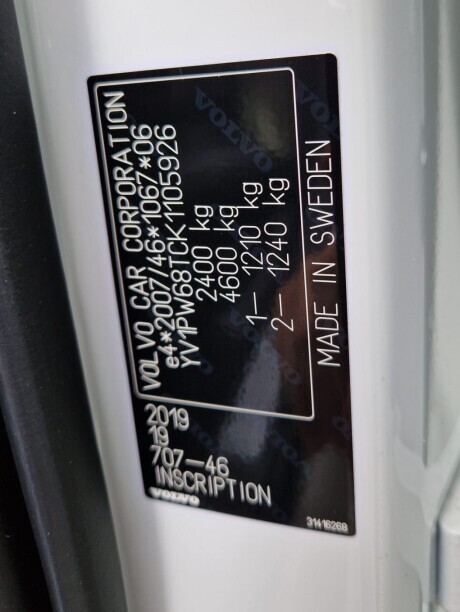 VOLVO CAR CORPORATION
e4*2007/46*1067*06
YV1PW68TCK1105926
2400 kg
4600 kg
1- 1210 kg
2- 1240 kg
MADE IN SWEDEN
2019
19
707-46
INSCRIPTION
VOLVO
31416268